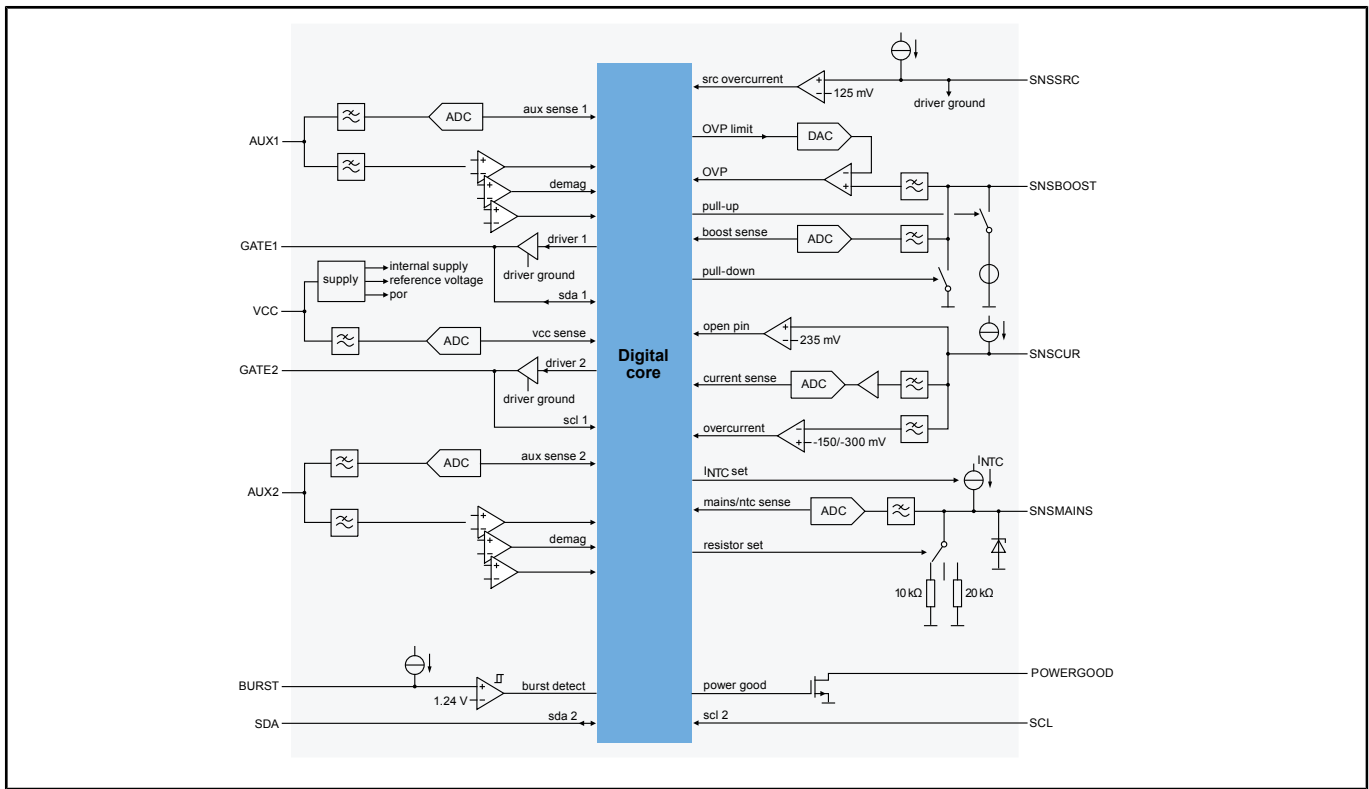 AUX1
ADC
aux sense 1
demag
GATE1
driver 1
driver ground
sda 1
supply
internal supply
reference voltage
por
VCC
ADC
vcc sense
GATE2
driver 2
driver ground
scl 1
AUX2
ADC
aux sense 2
demag
BURST
1.24 V
burst detect
SDA
sda 2
Digital
core
src overcurrent
125 mV
driver ground
SNSSRC
OVP limit
DAC
OVP
SNSBOOST
pull-up
boost sense
ADC
pull-down
open pin
235 mV
SNSCUR
current sense
ADC
overcurrent
-150/-300 mV
INTC set
INTC
mains/ntc sense
ADC
SNSMAINS
resistor set
10 kΩ
20 kΩ
power good
POWERGOOD
scl 2
SCL